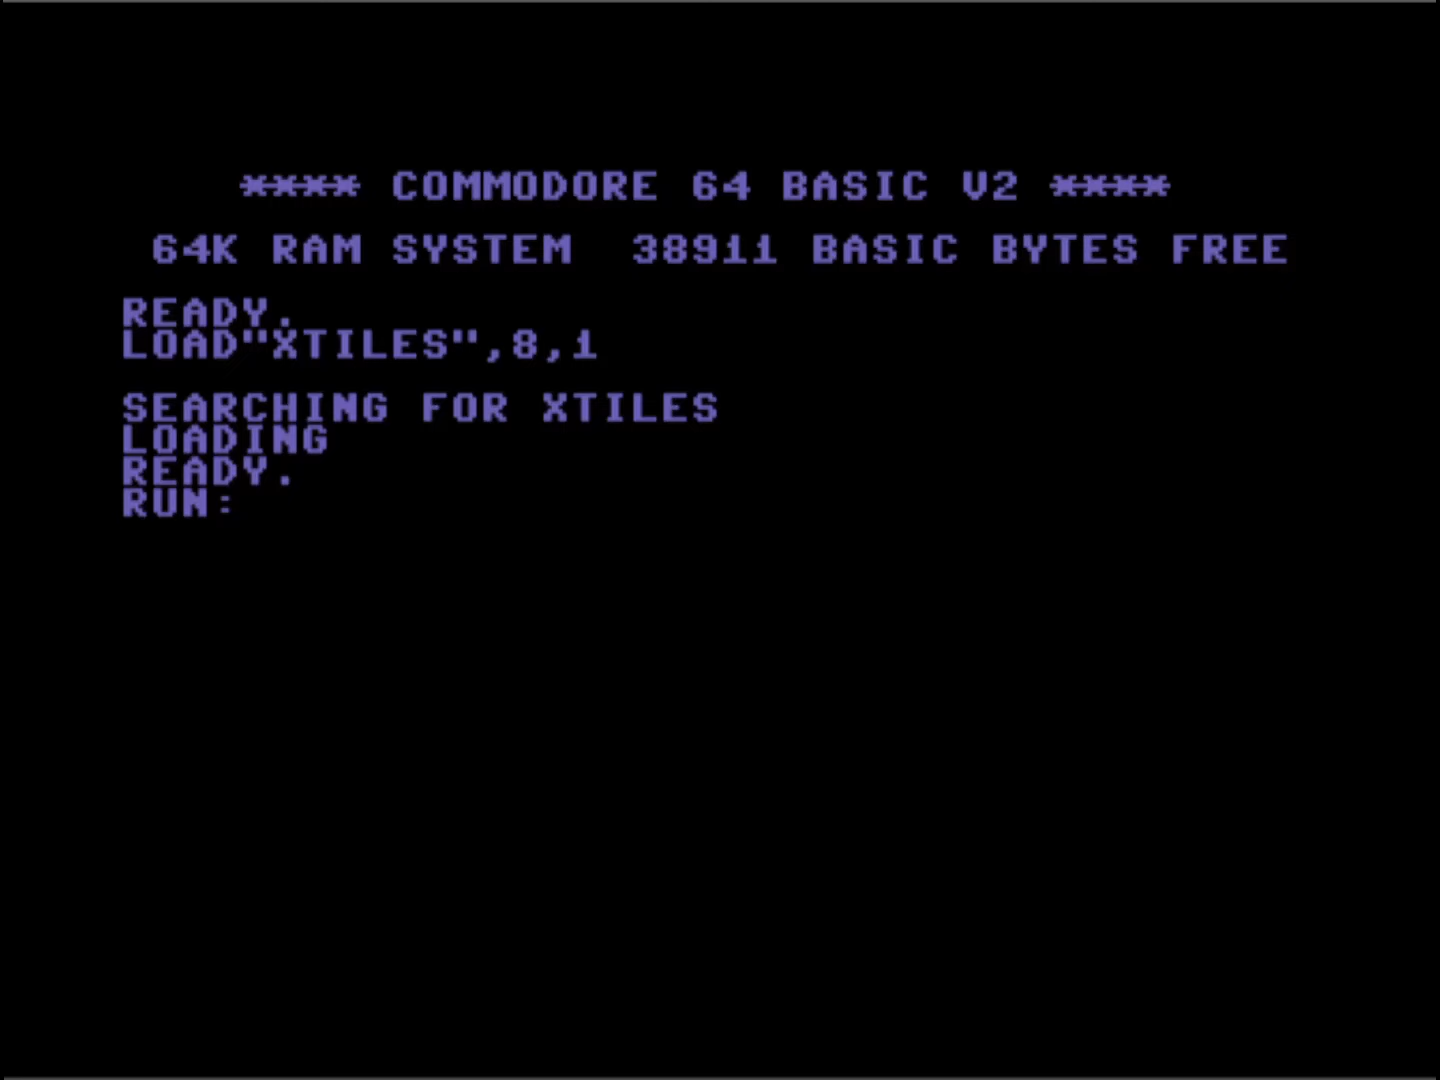 **** COMMODORE 64 BASIC V2 ****
64K RAM SYSTEM  38911 BASIC BYTES FREE
READY.
LOAD"XTILES",8,1
SEARCHING FOR XTILES
LOADING
READY.
RUN: